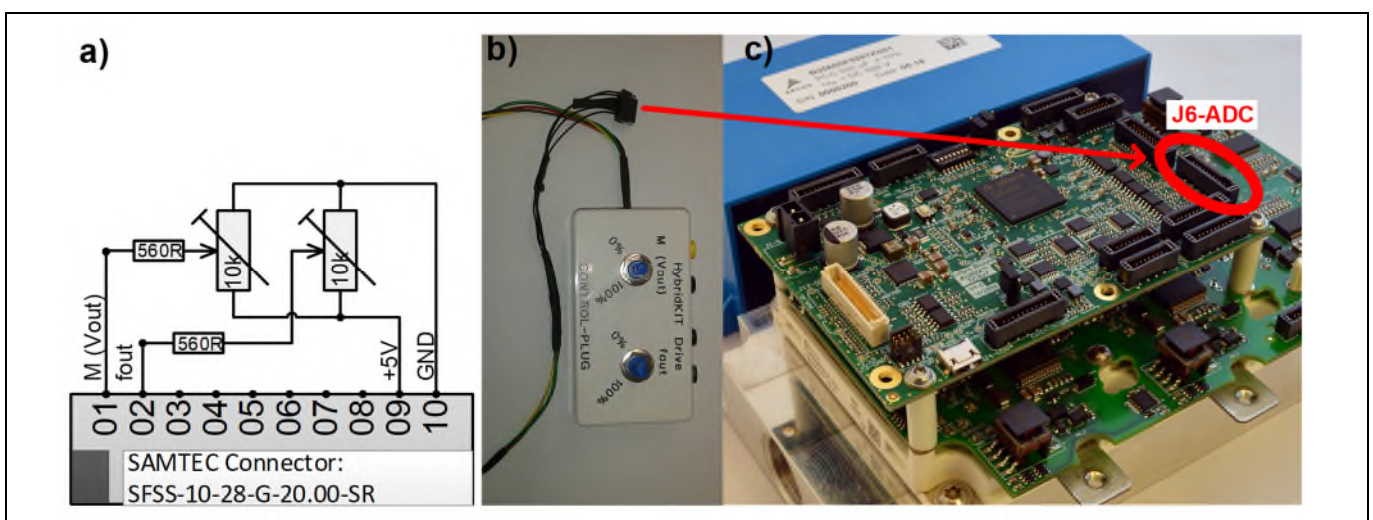 a)
560R
10k
10k
560R
M (Vout)
fout
+5V
GND
01 02 03 04 05 06 07 08 09 10
SAMTEC Connector:
SFSS-10-28-G-20.00-SR
b)
0%
100%
M (Vout)
0%
100%
fout
HybridKIT Drive
CONTROL-PLUG
c)
J6-ADC